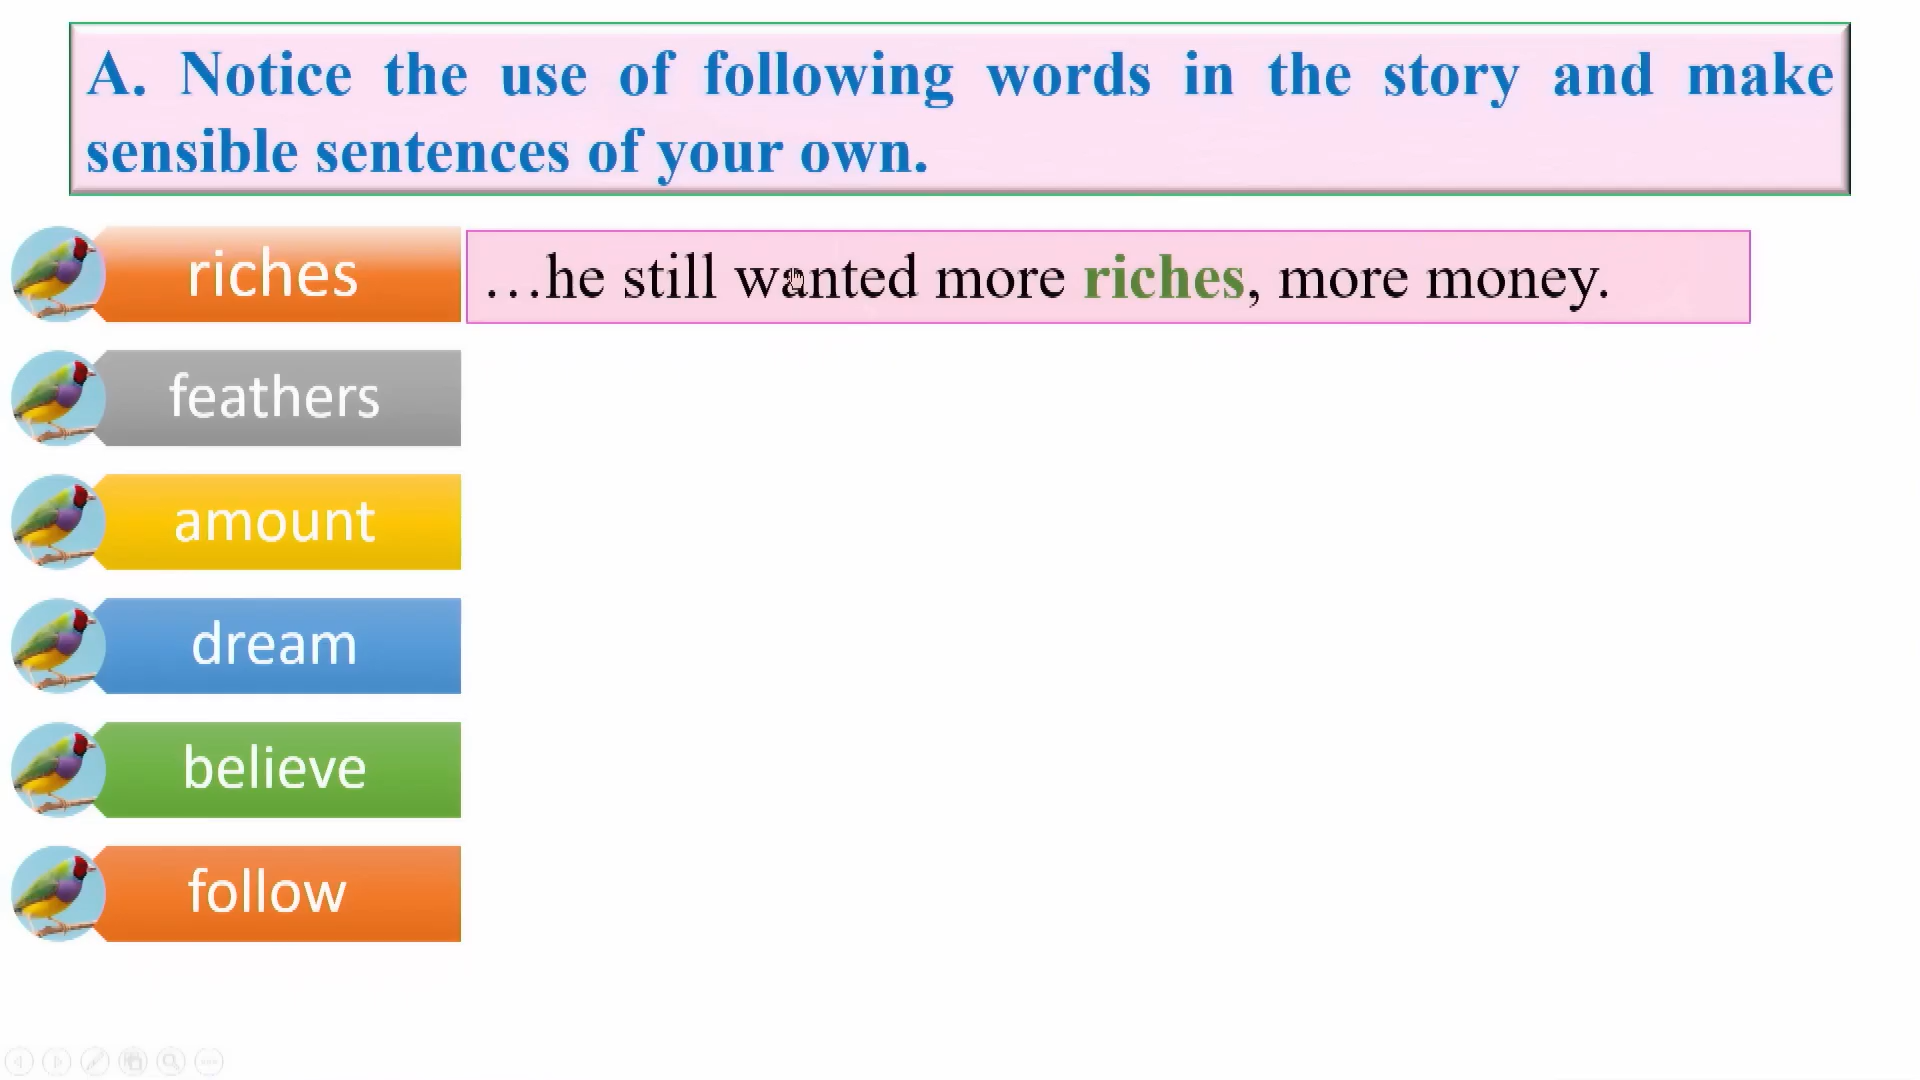 A. Notice the use of following words in the story and make
sensible sentences of your own.
riches
…he still wanted more riches, more money.
feathers
amount
dream
believe
follow